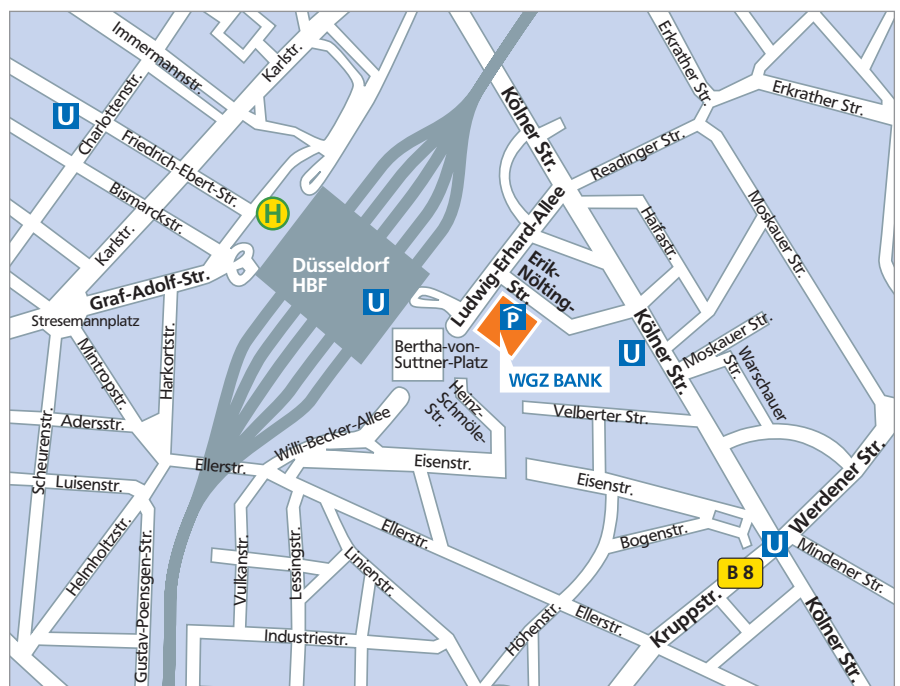 Immermannstr.
Karlstr.
Erkrather Str.
Erkrather Str.
U
Charlottenstr.
Kölner Str.
Friedrich-Ebert-Str.
Readinger Str.
Bismarckstr.
H
Haifastr.
Moskauer Str.
Karlstr.
Ludwig-Erhard-Allee
Graf-Adolf-Str.
Düsseldorf
HBF
U
Erik-
Nölting-
Str.
P
Stresemannplatz
Mintropstr.
Harkortstr.
Bertha-von-
Suttner-Platz
WGZ BANK
Kölner Str.
U
Moskauer Str.
Warschauer
Str.
Heinz-
Schmöle-
Str.
Velberter Str.
Adersstr.
Scheurenstr.
Willi-Becker-Allee
Ellerstr.
Eisenstr.
Eisenstr.
Luisenstr.
Werdener Str.
Helmholtzstr.
Gustav-Poensgen-Str.
Vulkanstr.
Lessingstr.
Ellerstr.
Linienstr.
Bogenstr.
U
Mindener Str.
B 8
Industriestr.
Höhenstr.
Ellerstr.
Kruppstr.
Kölner Str.